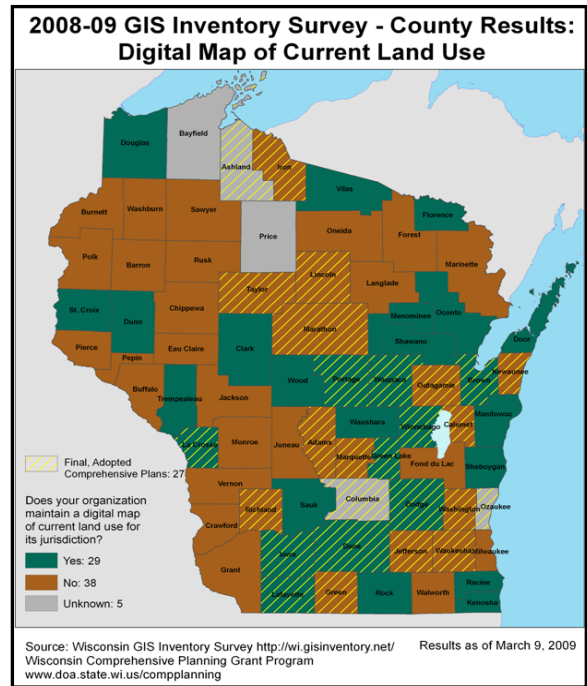 2008-09 GIS Inventory Survey - County Results:
Digital Map of Current Land Use
Douglas
Bayfield
Ashland
Iron
Vilas
Florence
Burnett
Washburn
Sawyer
Price
Oneida
Forest
Marinette
Polk
Barron
Rusk
Lincoln
Langlade
Taylor
St. Croix
Dunn
Chippewa
Marathon
Menominee
Oconto
Shawano
Door
Pierce
Pepin
Eau Claire
Clark
Wood
Portage
Waupaca
Outagamie
Brown
Kewaunee
Buffalo
Trempealeau
Jackson
Waushara
Winnebago
Calumet
Manitowoc
La Crosse
Monroe
Juneau
Adams
Marquette
Green Lake
Fond du Lac
Sheboygan
Vernon
Richland
Sauk
Columbia
Dodge
Washington
Ozaukee
Crawford
Iowa
Dane
Jefferson
Waukesha
Milwaukee
Grant
Lafayette
Green
Rock
Walworth
Racine
Kenosha
Final, Adopted
Comprehensive Plans: 27
Does your organization
maintain a digital map
of current land use for
its jurisdiction?
Yes: 29
No: 38
Unknown: 5
Source: Wisconsin GIS Inventory Survey http://wi.gisinventory.net/
Results as of March 9, 2009
Wisconsin Comprehensive Planning Grant Program
www.doa.state.wi.us/compplanning